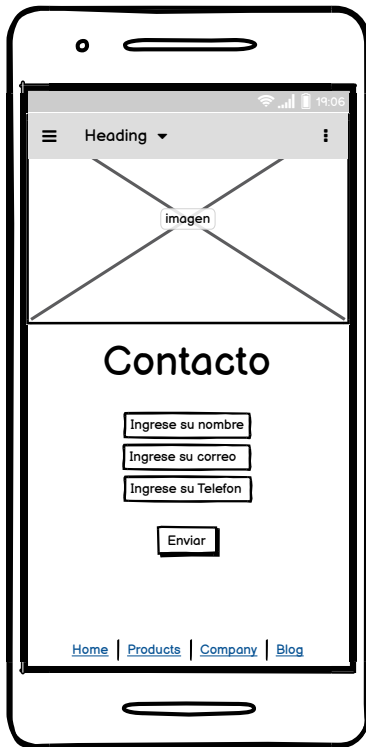 19:06
Heading
imagen
Contacto
Ingrese su nombre
Ingrese su correo
Ingrese su Telefon
Enviar
Home | Products | Company | Blog